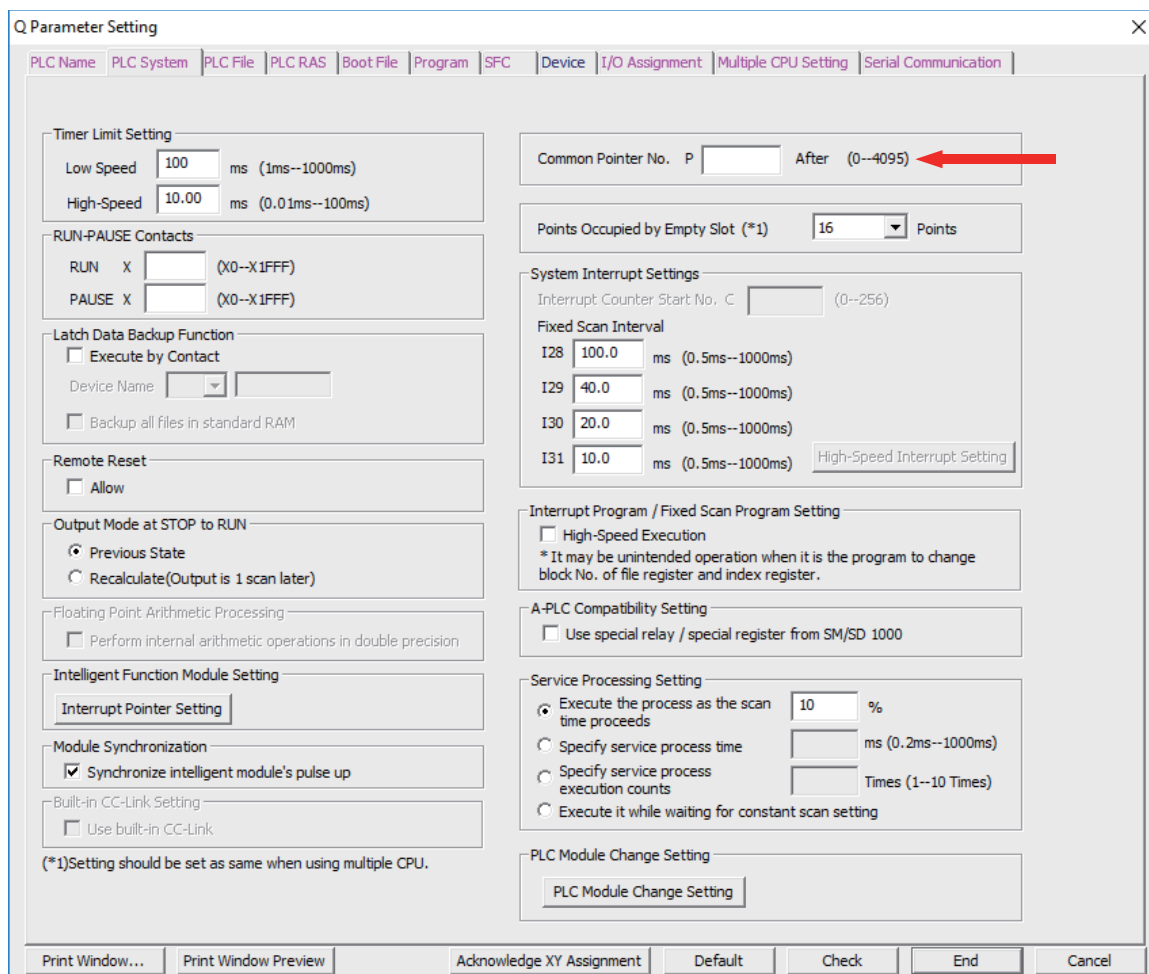 Q Parameter Setting
PLC Name PLC System PLC File PLC RAS Boot File Program SFC Device I/O Assignment Multiple CPU Setting Serial Communication
Timer Limit Setting
Low Speed 100 ms (1ms--1000ms)
High-Speed 10.00 ms (0.01ms--100ms)
RUN-PAUSE Contacts
RUN X (X0--X1FFF)
PAUSE X (X0--X1FFF)
Latch Data Backup Function
Execute by Contact
Device Name
Backup all files in standard RAM
Remote Reset
Allow
Output Mode at STOP to RUN
Previous State
Recalculate(Output is 1 scan later)
Floating Point Arithmetic Processing
Perform internal arithmetic operations in double precision
Intelligent Function Module Setting
Interrupt Pointer Setting
Module Synchronization
Synchronize intelligent module's pulse up
Built-in CC-Link Setting
Use built-in CC-Link
(*1)Setting should be set as same when using multiple CPU.
Common Pointer No. P After (0--4095)
Points Occupied by Empty Slot (*1) 16 Points
System Interrupt Settings
Interrupt Counter Start No. C (0--256)
Fixed Scan Interval
I28 100.0 ms (0.5ms--1000ms)
I29 40.0 ms (0.5ms--1000ms)
I30 20.0 ms (0.5ms--1000ms)
I31 10.0 ms (0.5ms--1000ms) High-Speed Interrupt Setting
Interrupt Program / Fixed Scan Program Setting
High-Speed Execution
* It may be unintended operation when it is the program to change
block No. of file register and index register.
A-PLC Compatibility Setting
Use special relay / special register from SM/SD 1000
Service Processing Setting
Execute the process as the scan
time proceeds 10 %
Specify service process time ms (0.2ms--1000ms)
Specify service process
execution counts Times (1--10 Times)
Execute it while waiting for constant scan setting
PLC Module Change Setting
PLC Module Change Setting
Print Window... Print Window Preview Acknowledge XY Assignment Default Check End Cancel